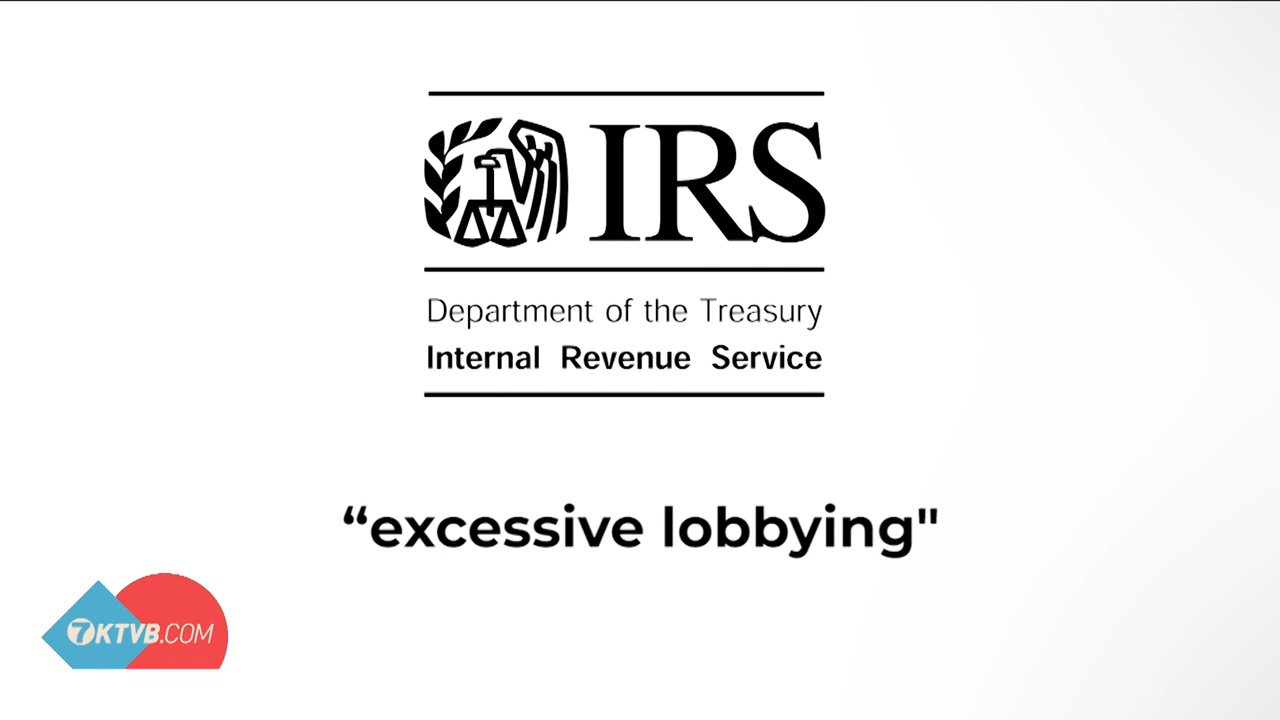 IRS
Department of the Treasury
Internal Revenue Service
“excessive lobbying"
7KTVB.COM